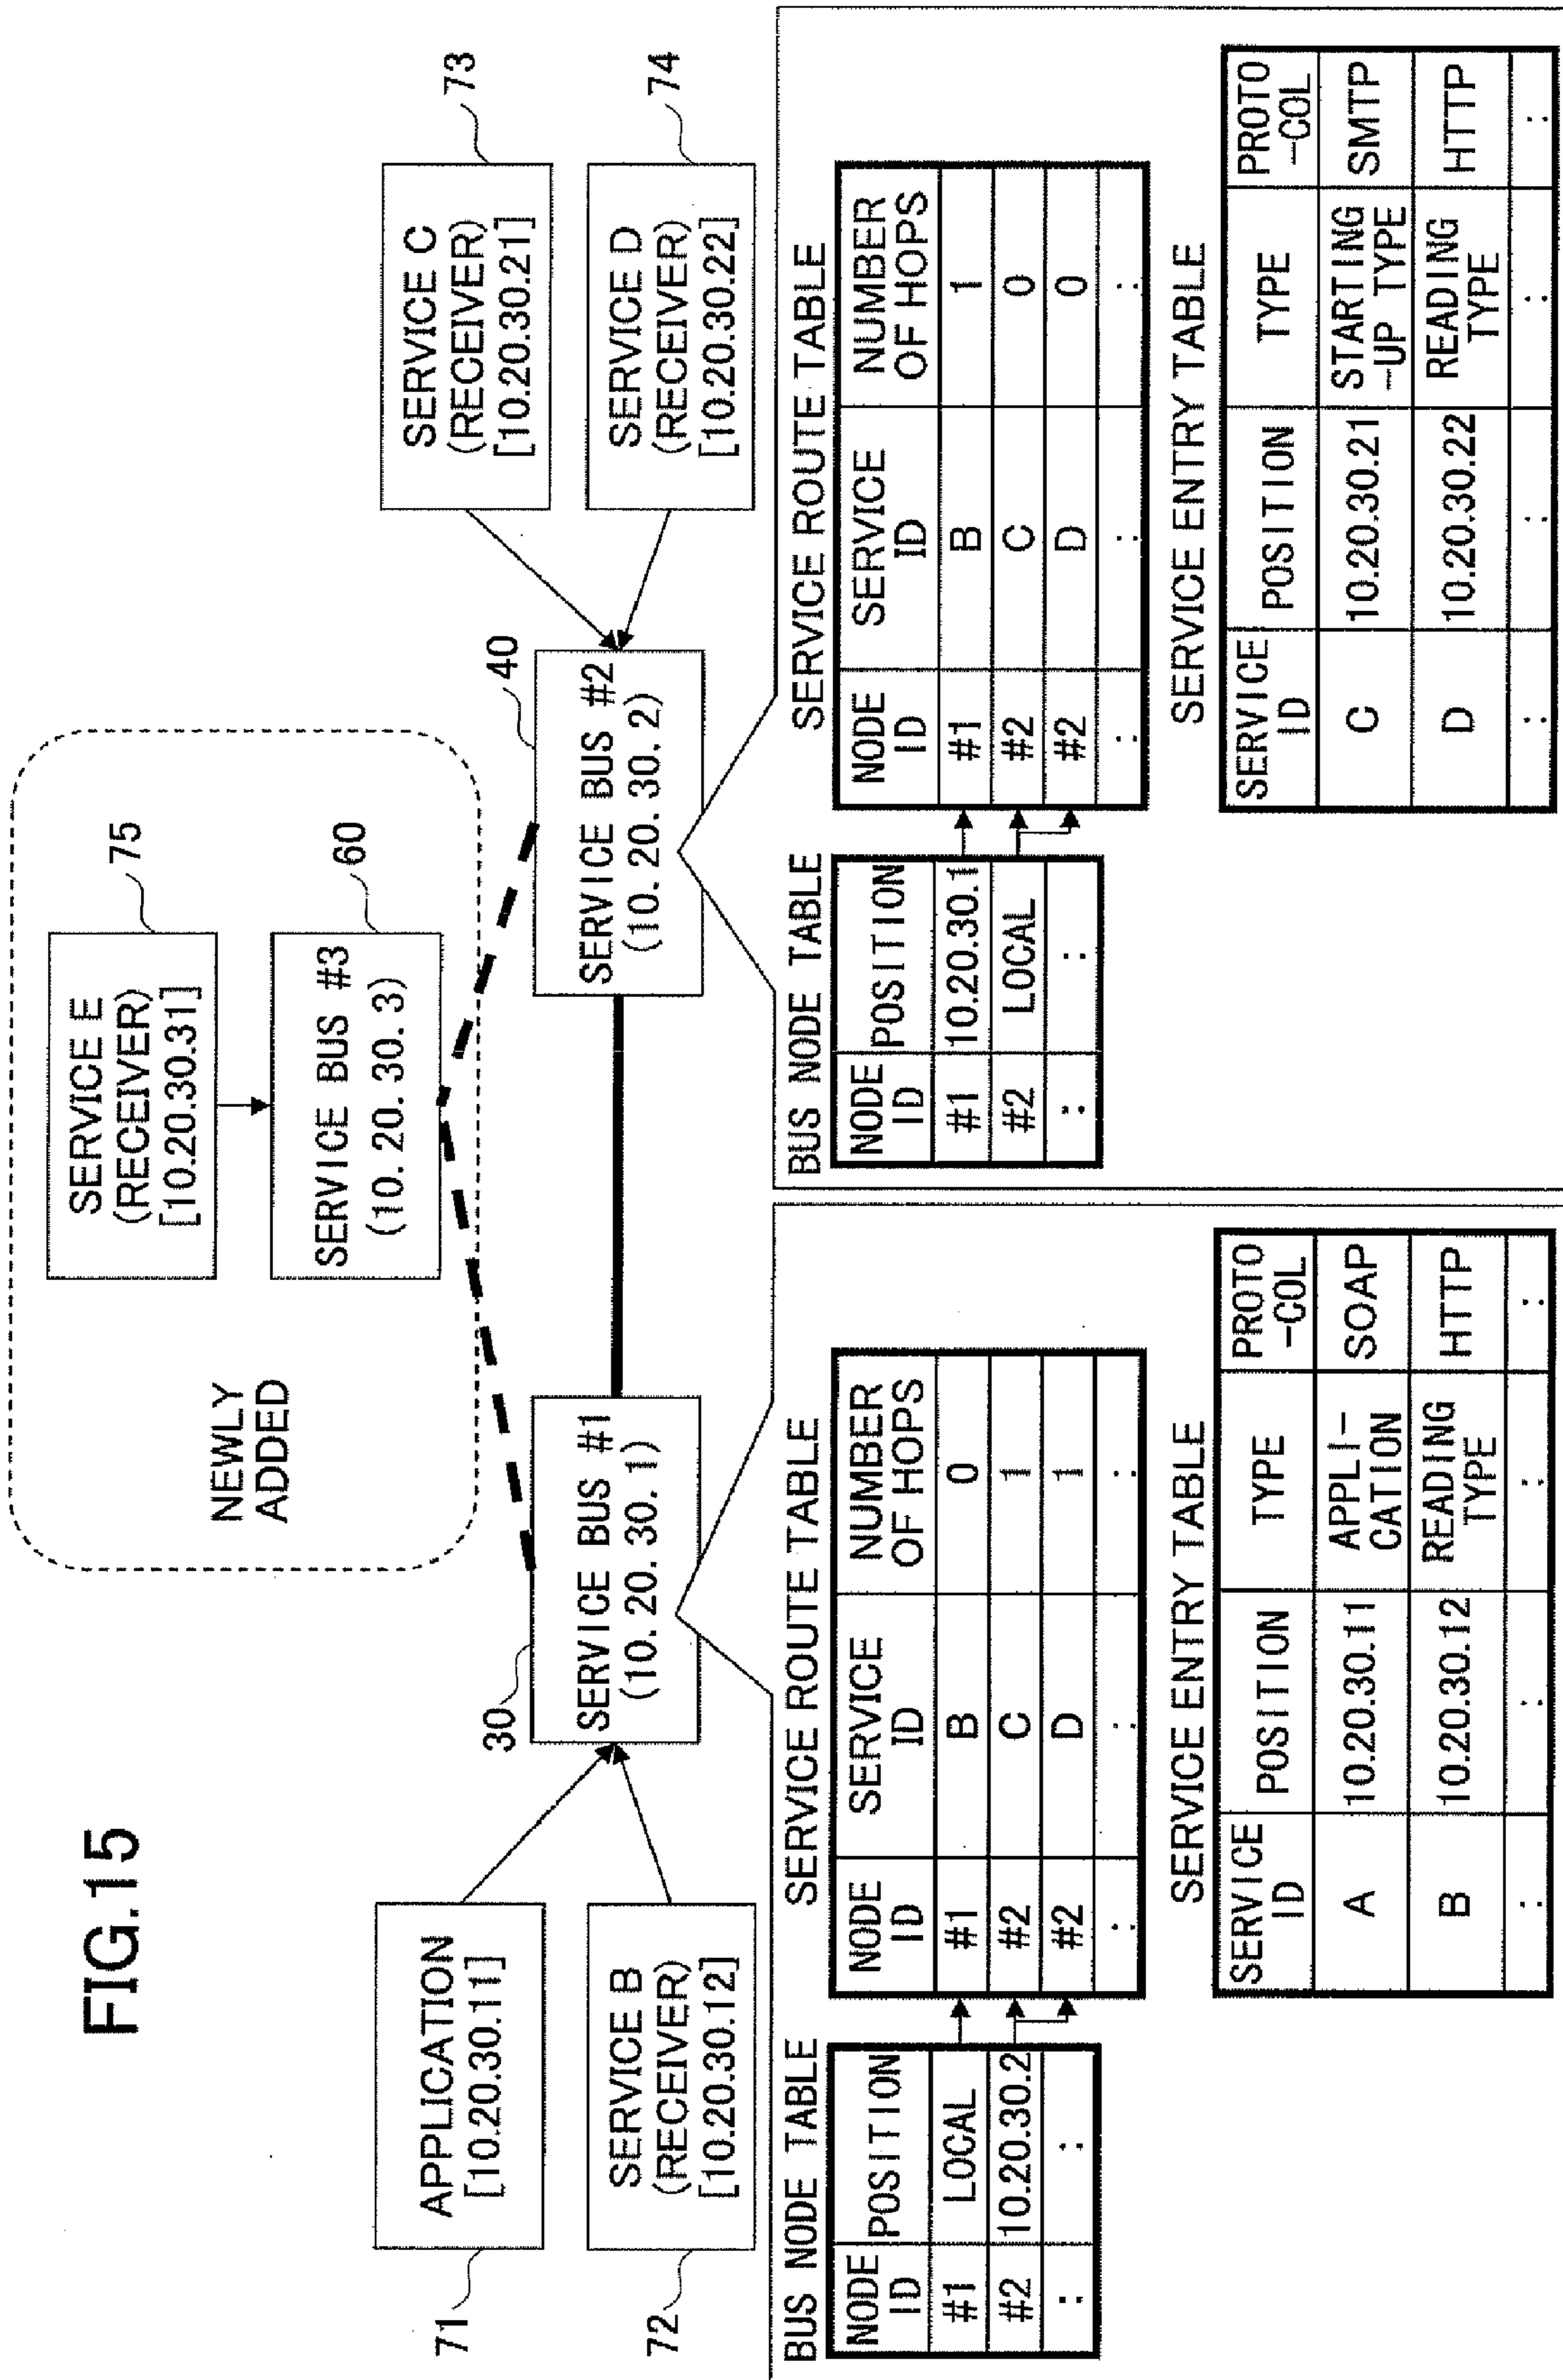 FIG.15
NEWLY
ADDED
SERVICE E
(RECEIVER)
[10.20.30.31]
75
SERVICE BUS #3
(10. 20. 30. 3)
60
APPLICATION
[10.20.30.11]
71
SERVICE B
(RECEIVER)
[10.20.30.12]
72
30
SERVICE BUS #1
(10. 20. 30. 1)
40
SERVICE BUS #2
(10. 20. 30. 2)
SERVICE C
(RECEIVER)
[10.20.30.21]
73
SERVICE D
(RECEIVER)
[10.20.30.22]
74
BUS NODE TABLE
NODE ID POSITION
#1 LOCAL
#2 10.20.30.2
: :
SERVICE ROUTE TABLE
NODE ID SERVICE ID NUMBER OF HOPS
#1 B 0
#2 C 1
#2 D 1
: : :
SERVICE ENTRY TABLE
SERVICE ID POSITION TYPE PROTO-COL
A 10.20.30.11 APPLI-CATION SOAP
B 10.20.30.12 READING TYPE HTTP
: : : :
BUS NODE TABLE
NODE ID POSITION
#1 10.20.30.1
#2 LOCAL
: :
SERVICE ROUTE TABLE
NODE ID SERVICE ID NUMBER OF HOPS
#1 B 1
#2 C 0
#2 D 0
: : :
SERVICE ENTRY TABLE
SERVICE ID POSITION TYPE PROTO-COL
C 10.20.30.21 STARTING-UP TYPE SMTP
D 10.20.30.22 READING TYPE HTTP
: : : :